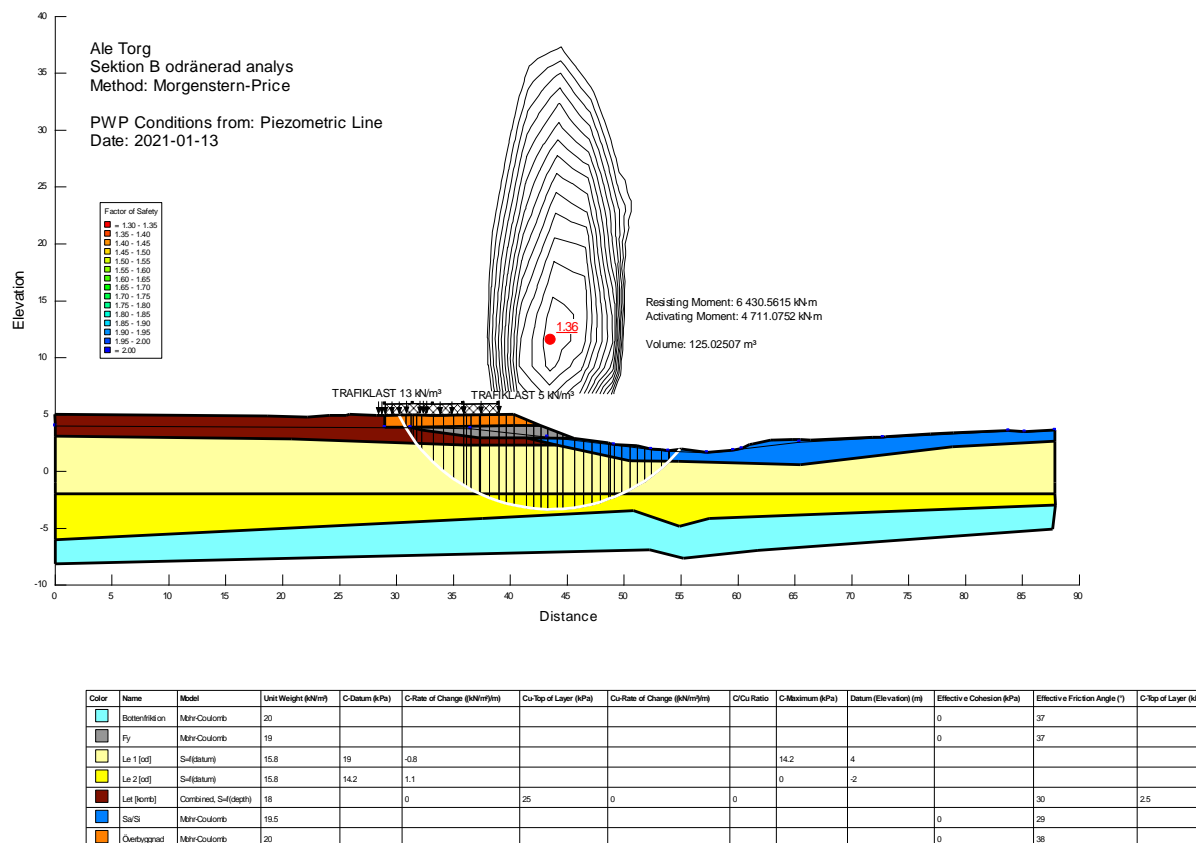 Ale Torg
Sektion B odränerad analys
Method: Morgenstern-Price
PWP Conditions from: Piezometric Line
Date: 2021-01-13
Factor of Safety
= 1.30 - 1.35
1.35 - 1.40
1.40 - 1.45
1.45 - 1.50
1.50 - 1.55
1.55 - 1.60
1.60 - 1.65
1.65 - 1.70
1.70 - 1.75
1.75 - 1.80
1.80 - 1.85
1.85 - 1.90
1.90 - 1.95
1.95 - 2.00
= 2.00
Resisting Moment: 6 430.5615 kN·m
Activating Moment: 4 711.0752 kN·m
Volume: 125.02507 m³
1.36
TRAFIKLAST 13 kN/m³
TRAFIKLAST 5 kN/m³
Elevation
40
35
30
25
20
15
10
5
0
-5
-10
0 5 10 15 20 25 30 35 40 45 50 55 60 65 70 75 80 85 90
Distance
Color Name Model Unit Weight (kN/m³) C-Datum (kPa) C-Rate of Change ((kN/m²)/m) Cu-Top of Layer (kPa) Cu-Rate of Change ((kN/m²)/m) C/Cu Ratio C-Maximum (kPa) Datum (Elevation) (m) Effective Cohesion (kPa) Effective Friction Angle (°) C-Top of Layer
Bottenfriktion Mohr-Coulomb 20 0 37
Fy Mohr-Coulomb 19 0 37
Le 1 [od] S=f(datum) 15.8 19 -0.8 14.2 4
Le 2 [od] S=f(datum) 15.8 14.2 1.1 0 -2
Let [komb] Combined, S=f(depth) 18 0 25 0 0 30 2.5
Sa/Si Mohr-Coulomb 19.5 0 29
Överbyggnad Mohr-Coulomb 20 0 38